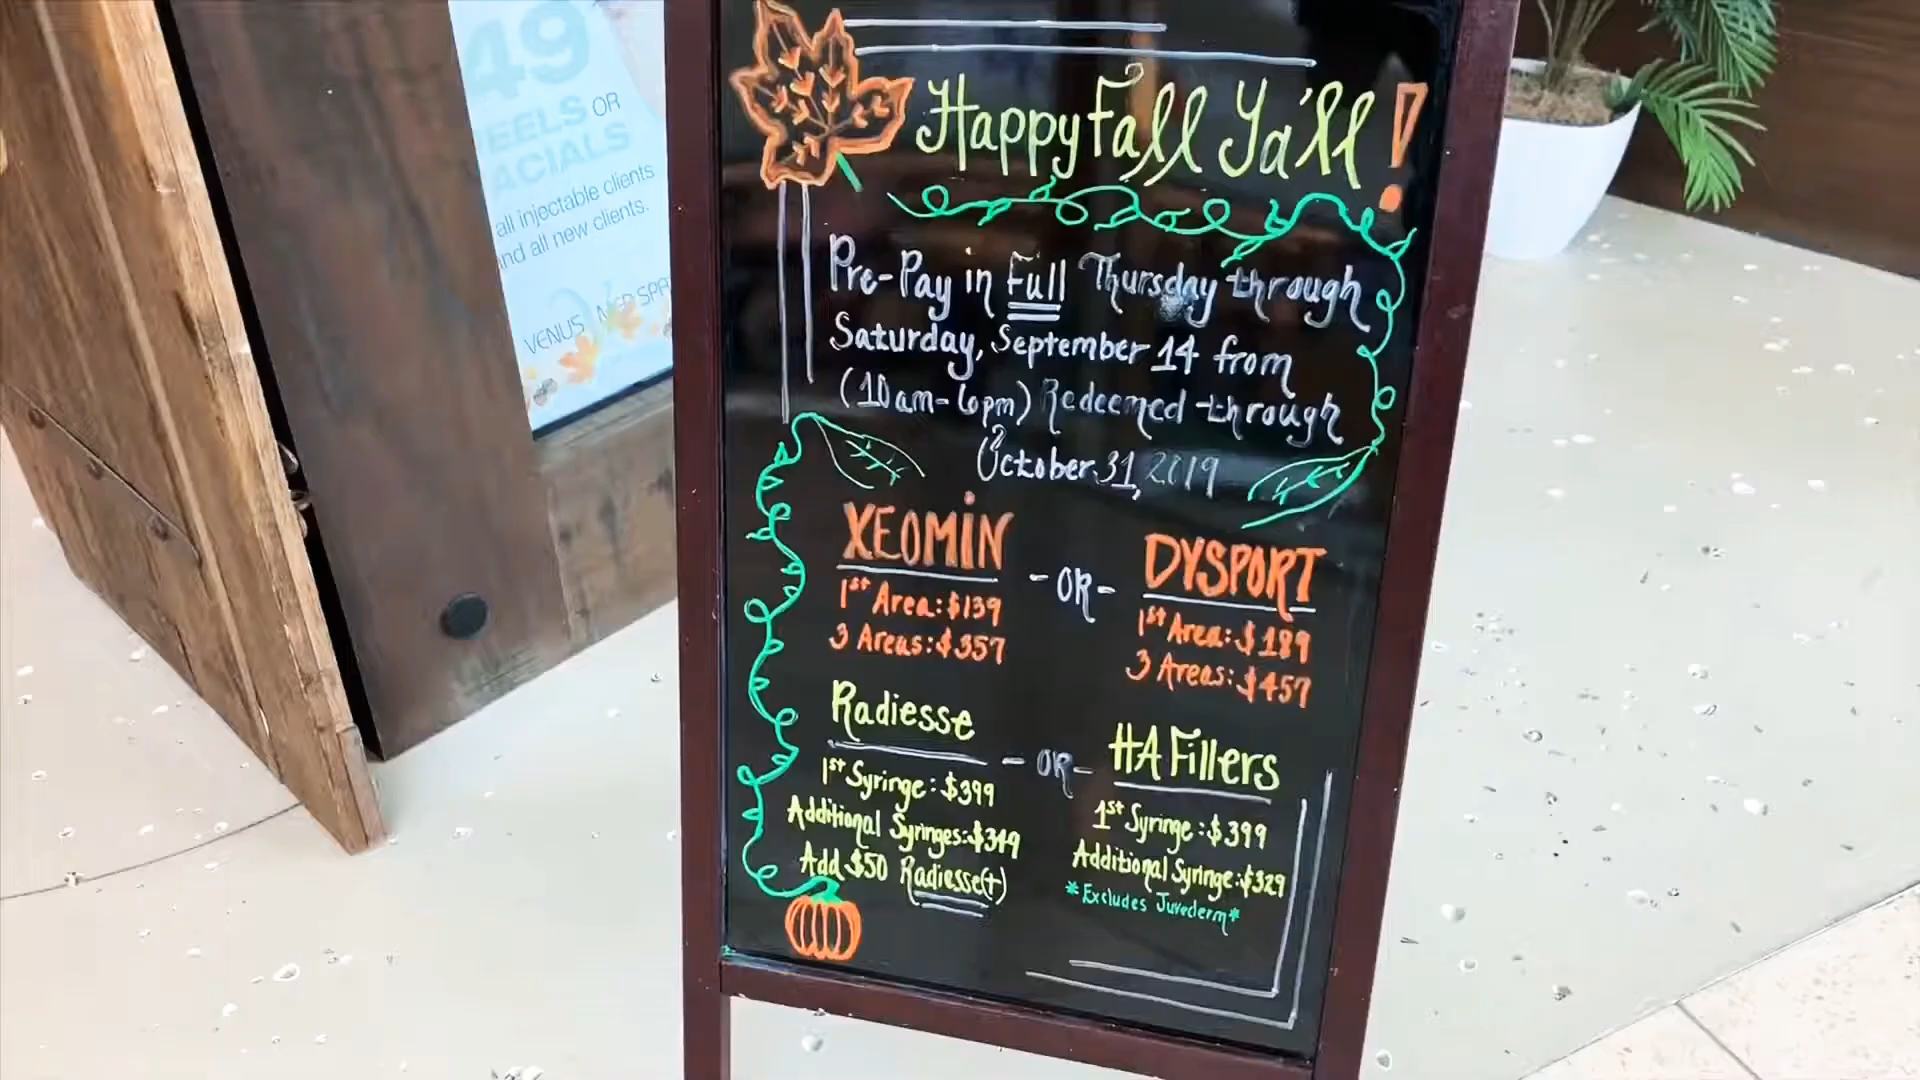 49
PEELS OR
FACIALS
all injectable clients
and all new clients.
VENUS MED SPA
Happy Fall Ya'll!
Pre-Pay in Full Thursday through
Saturday, September 14 from
(10am-6pm) Redeemed through
October 31, 2019
XEOMIN
1st Area: $139
3 Areas: $357
-OR-
DYSPORT
1st Area: $189
3 Areas: $457
Radiesse
1st Syringe: $399
Additional Syringes: $349
Add $50 Radiesse(+)
-OR-
HA Fillers
1st Syringe: $399
Additional Syringe: $329
*Excludes Juvederm*